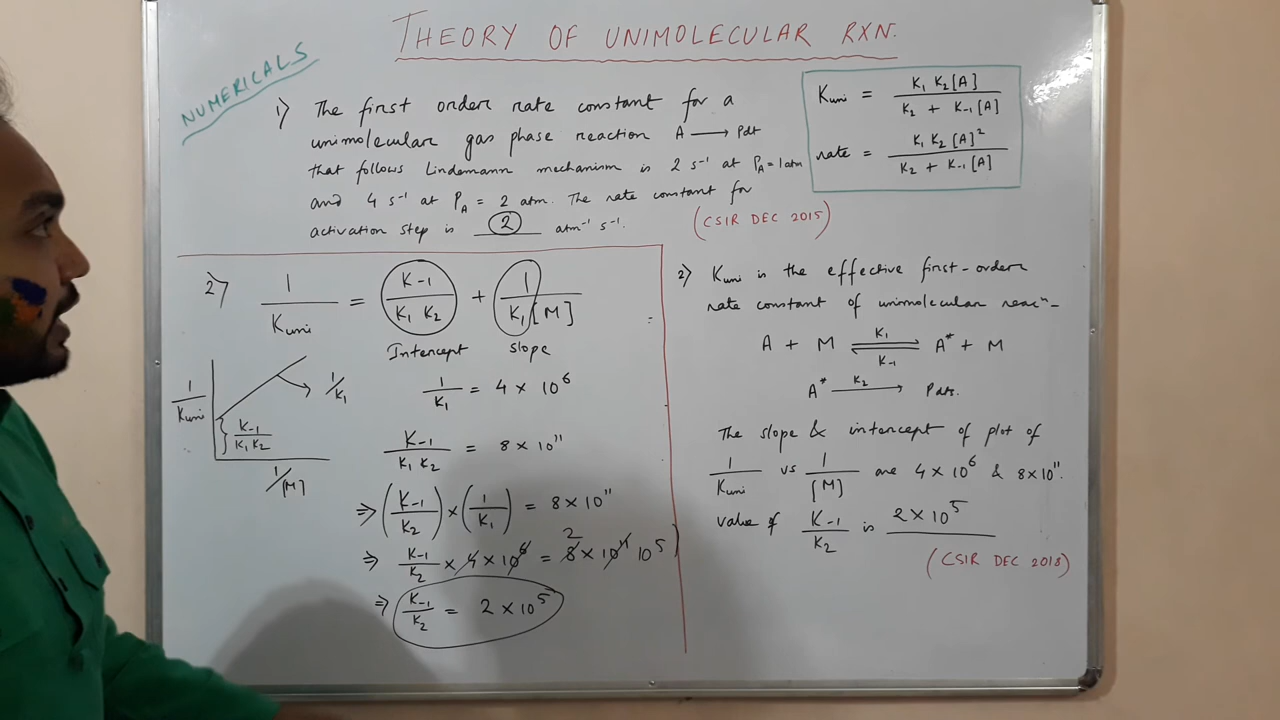 THEORY OF UNIMOLECULAR RXN.
NUMERICALS
1) The first order rate constant for a
unimolecular gas phase reaction A → Pdt
that follows Lindemann mechanism is 2 s⁻¹ at P_A = 1 atm
and 4 s⁻¹ at P_A = 2 atm. The rate constant for
activation step is 2 atm⁻¹ s⁻¹.
(CSIR DEC 2015)
K_uni = K₁ K₂ [A] / K₂ + K₋₁ [A]
rate = K₁ K₂ [A]² / K₂ + K₋₁ [A]
2) 1 / K_uni = K₋₁ / K₁ K₂ + 1 / K₁ [M]
Intercept slope
1 / K_uni
K₋₁ / K₁ K₂
1/K₁
1/[M]
1 / K₁ = 4 × 10⁶
K₋₁ / K₁ K₂ = 8 × 10¹¹
⇒ (K₋₁ / K₂) × (1 / K₁) = 8 × 10¹¹
⇒ K₋₁ / K₂ × 4 × 10⁶ = 2 8 × 10¹¹ 10⁵)
⇒ K₋₁ / K₂ = 2 × 10⁵
2) K_uni is the effective first-order
rate constant of unimolecular reacⁿ-
A + M ⇌ A* + M
K₁
K₋₁
A* → Pdts.
K₂
The slope & intercept of plot of
1 / K_uni vs 1 / [M] are 4 × 10⁶ & 8 × 10¹¹.
value of K₋₁ / K₂ is 2 × 10⁵
(CSIR DEC 2018)